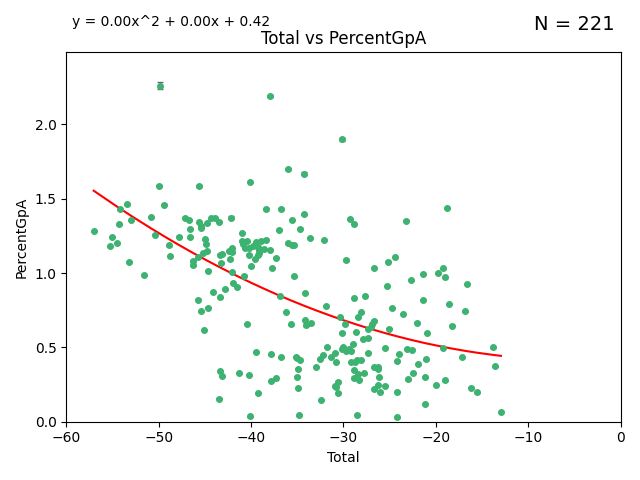 y = 0.00x^2 + 0.00x + 0.42
N = 221
Total vs PercentGpA
PercentGpA
2.0
1.5
1.0
0.5
0.0
−60
−50
−40
−30
−20
−10
0
Total